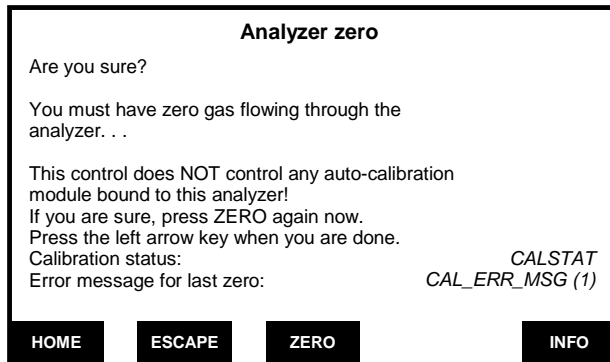 Analyzer zero
Are you sure?
You must have zero gas flowing through the
analyzer. . .
This control does NOT control any auto-calibration
module bound to this analyzer!
If you are sure, press ZERO again now.
Press the left arrow key when you are done.
Calibration status: CALSTAT
Error message for last zero: CAL_ERR_MSG (1)
HOME ESCAPE ZERO INFO